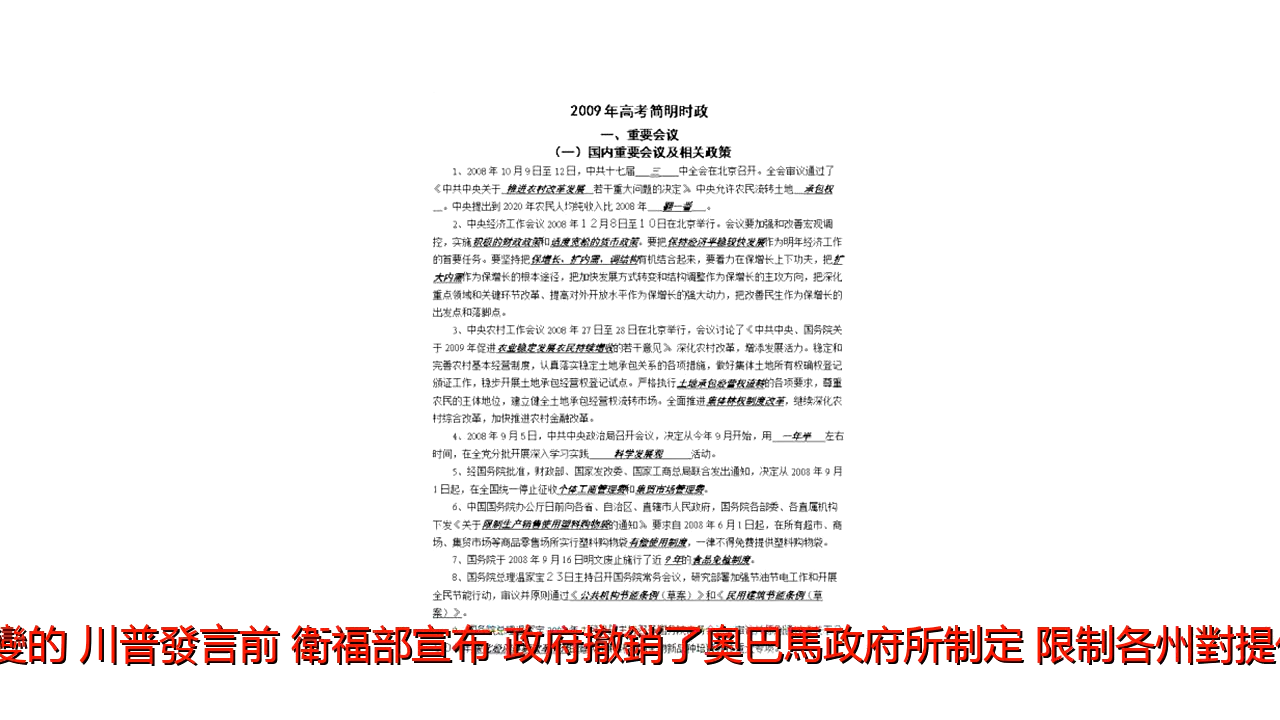 2009年高考简明时政
一、重要会议
（一）国内重要会议及相关政策
1、2008年10月9日至12日，中共十七届___三___中全会在北京召开。全会审议通过了
《中共中央关于_推进农村改革发展_若干重大问题的决定》。中央允许农民流转土地__承包权
__。中央提出到2020年农民人均纯收入比2008年___翻一番___。
2、中央经济工作会议2008年１２月８日至１０日在北京举行。会议要加强和改善宏观调
控，实施积极的财政政策和适度宽松的货币政策。要把保持经济平稳较快发展作为明年经济工作
的首要任务。要坚持把保增长、扩内需、调结构有机结合起来，要着力在保增长上下功夫，把扩
大内需作为保增长的根本途径，把加快发展方式转变和结构调整作为保增长的主攻方向，把深化
重点领域和关键环节改革、提高对外开放水平作为保增长的强大动力，把改善民生作为保增长的
出发点和落脚点。
3、中央农村工作会议2008年27日至28日在北京举行，会议讨论了《中共中央、国务院关
于2009年促进农业稳定发展农民持续增收的若干意见》。深化农村改革，增添发展活力。稳定和
完善农村基本经营制度，认真落实稳定土地承包关系的各项措施，做好集体土地所有权确权登记
颁证工作，稳步开展土地承包经营权登记试点。严格执行土地承包经营权流转的各项要求，尊重
农民的主体地位，建立健全土地承包经营权流转市场。全面推进集体林权制度改革，继续深化农
村综合改革，加快推进农村金融改革。
4、2008年9月5日，中共中央政治局召开会议，决定从今年9月开始，用__一年半___左右
时间，在全党分批开展深入学习实践_____科学发展观_____活动。
5、经国务院批准，财政部、国家发改委、国家工商总局联合发出通知，决定从2008年9月
1日起，在全国统一停止征收个体工商管理费和集贸市场管理费。
6、中国国务院办公厅日前向各省、自治区、直辖市人民政府，国务院各部委、各直属机构
下发《关于限制生产销售使用塑料购物袋的通知》。要求自2008年6月1日起，在所有超市、商
场、集贸市场等商品零售场所实行塑料购物袋有偿使用制度，一律不得免费提供塑料购物袋。
7、国务院于2008年9月16日明文废止施行了近9年的食品免检制度。
8、国务院总理温家宝２３日主持召开国务院常务会议，研究部署加强节油节电工作和开展
全民节能行动，审议并原则通过《公共机构节能条例（草案）》和《民用建筑节能条例（草
案）》。
變的 川普發言前 衛福部宣布 政府撤銷了奧巴馬政府所制定 限制各州對提